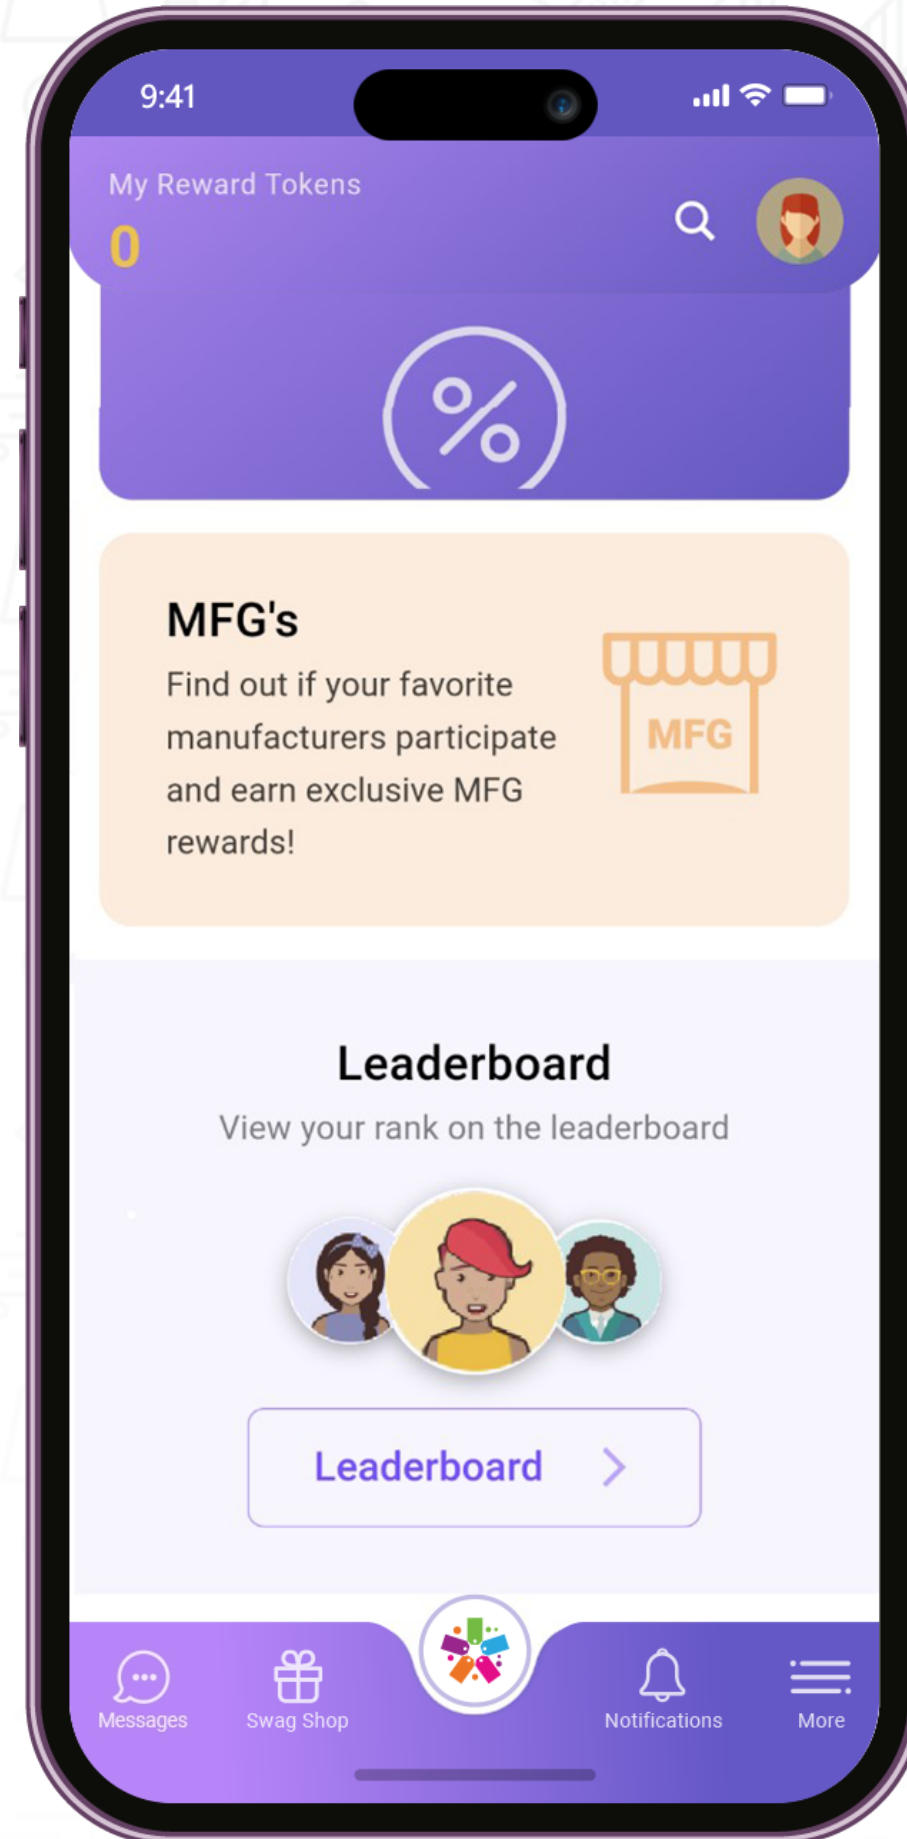 9:41
My Reward Tokens
0
%
MFG's
Find out if your favorite
manufacturers participate
and earn exclusive MFG
rewards!
MFG
Leaderboard
View your rank on the leaderboard
Leaderboard
Messages
Swag Shop
Notifications
More